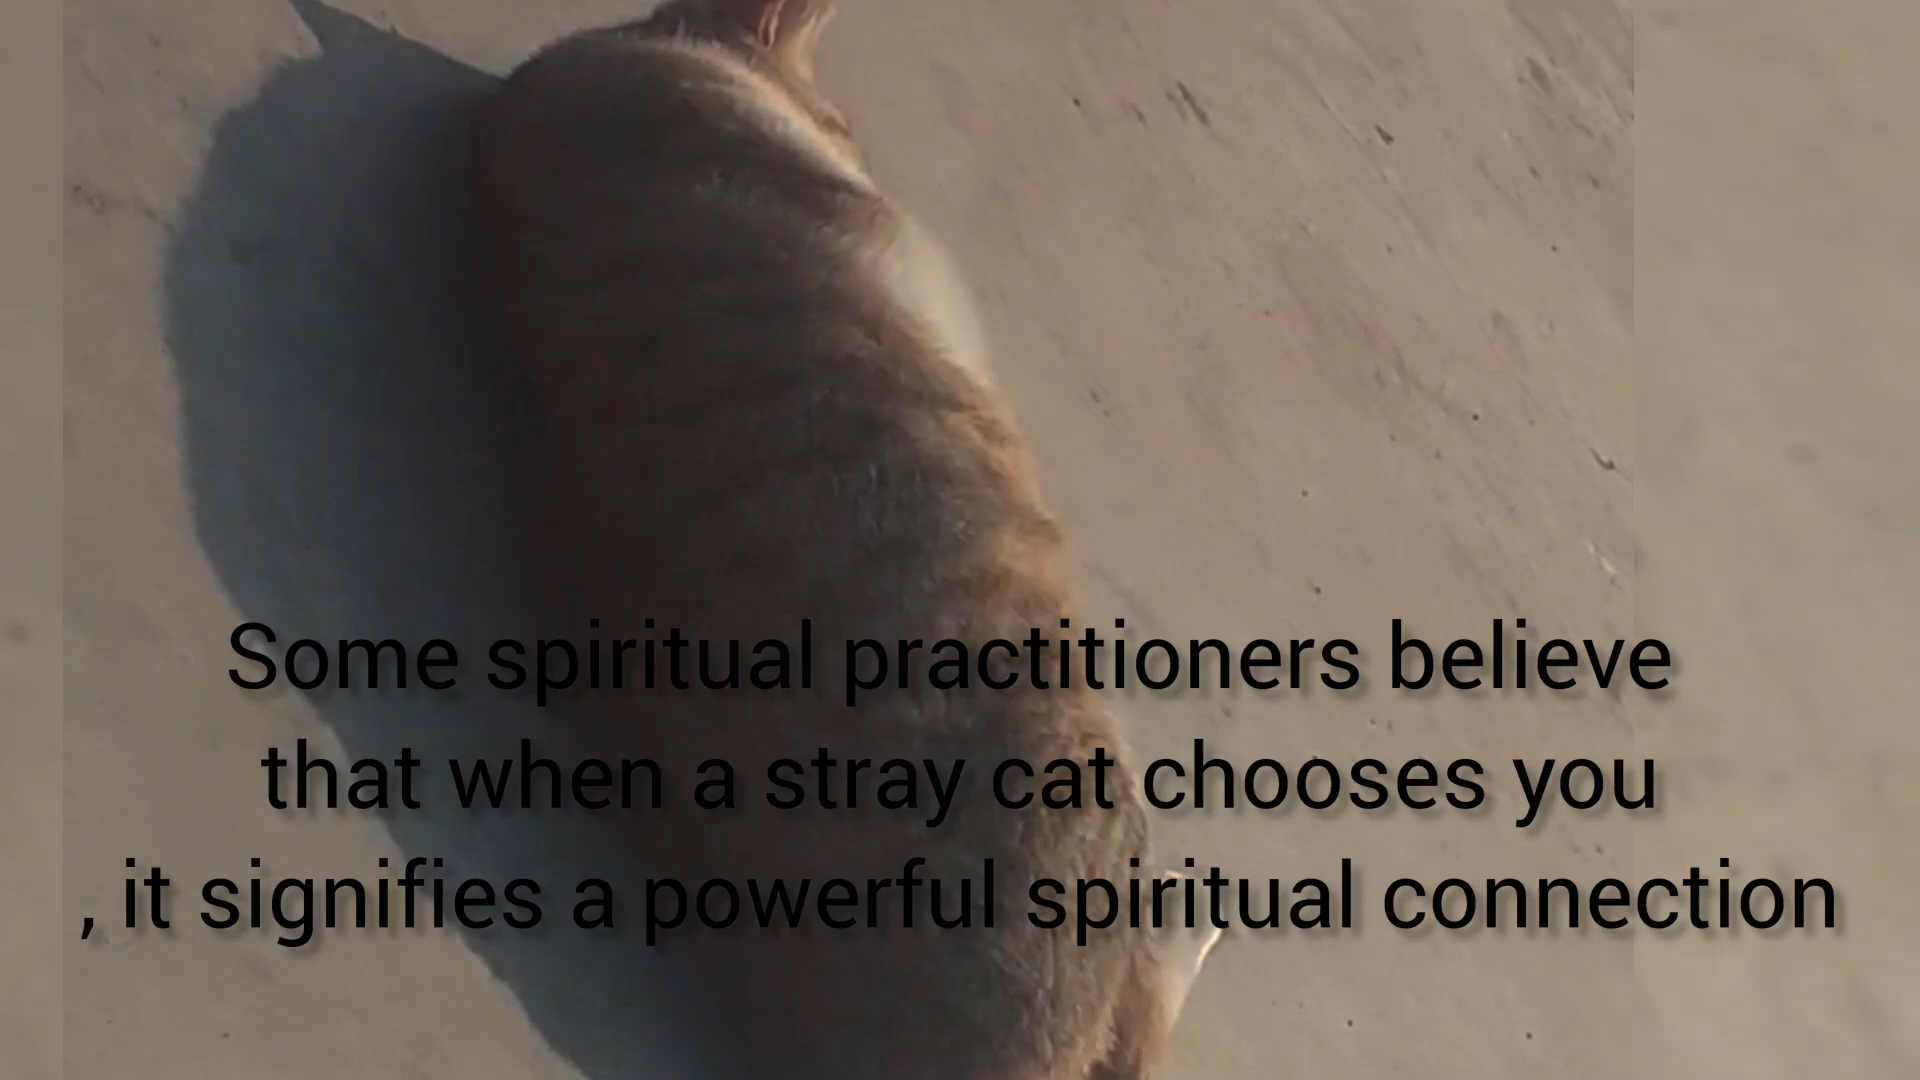 Some spiritual practitioners believe
that when a stray cat chooses you
, it signifies a powerful spiritual connection